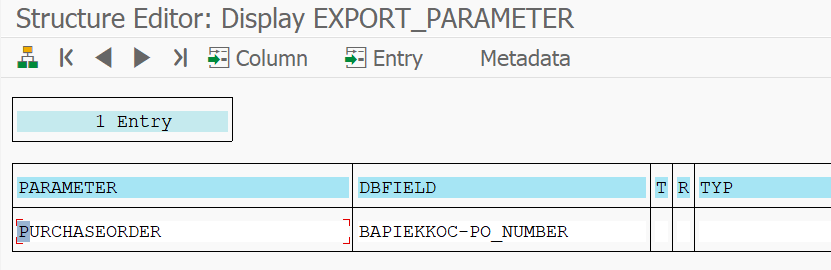 Structure Editor: Display EXPORT_PARAMETER
Column Entry Metadata
1 Entry
PARAMETER DBFIELD T R TYP
PURCHASEORDER BAPIEKKOC-PO_NUMBER